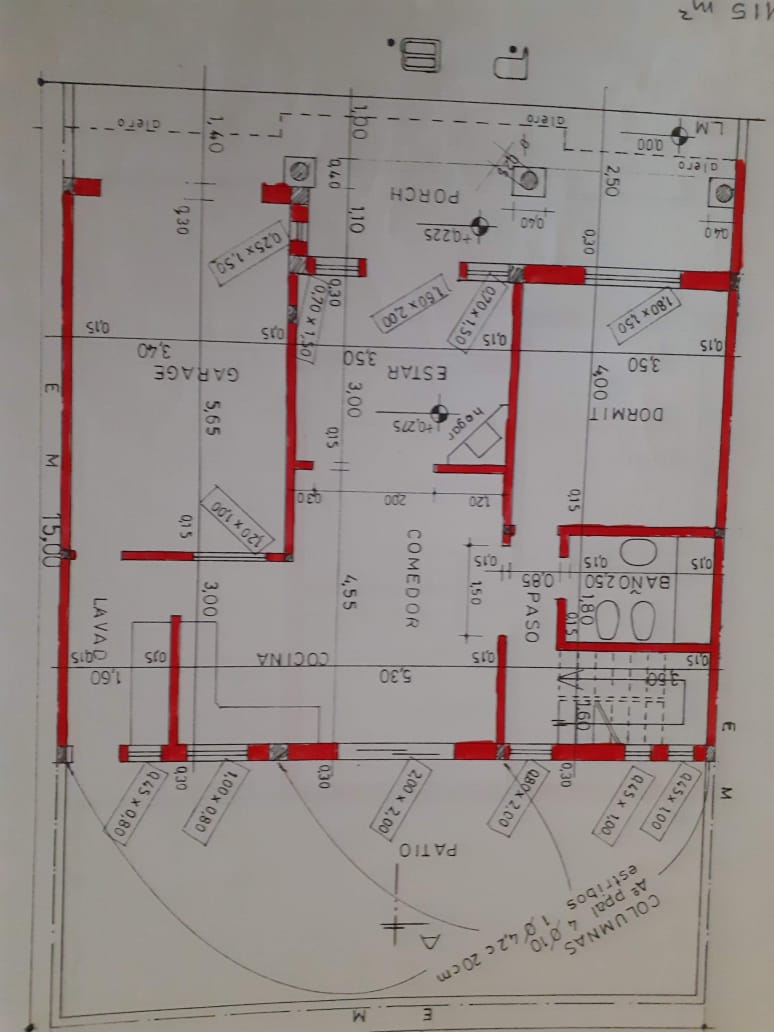 115 m²
P.B.
LM
0,00
alero
alero
alero
1,00
1,40
2,50
0,40
0,40
0,40
PORCH
+0,225
1,10
0,30
0,30
0,30
0,25 x 1,50
0,70 x 1,50
1,60 x 2,00
0,70 x 1,50
1,80 x 1,50
0,15
3,40
0,15
3,50
0,15
3,50
0,15
GARAGE
ESTAR
DORMIT
5,65
3,00
4,00
+0,275
hogar
0,15
0,30
2,00
1,20
0,15
0,15
1,20 x 1,00
COMEDOR
0,15
0,85
0,15
BAÑO
2,50
0,15
1,50
PASO
1,80
0,15
3,00
4,55
LAVAD
COCINA
1,60
0,15
0,15
5,30
0,15
3,60
0,15
1,60
0,30
0,30
0,30
0,45 x 0,80
1,00 x 0,80
2,00 x 2,00
0,80 x 2,00
0,45 x 1,00
0,45 x 1,00
PATIO
A
COLUMNAS
Aº ppal 4 Ø 10
estribos
1 Ø 4,2 c 20cm
15,00
E M
E M
E M